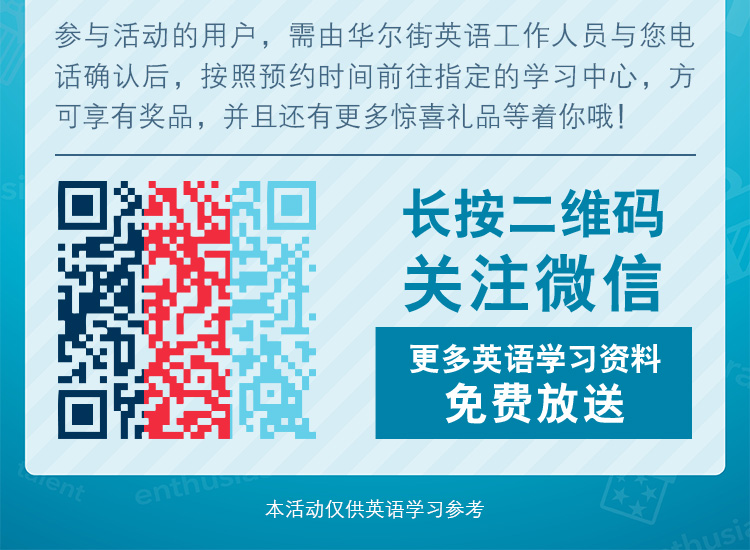 参与活动的用户，需由华尔街英语工作人员与您电
话确认后，按照预约时间前往指定的学习中心，方
可享有奖品，并且还有更多惊喜礼品等着你哦！
长按二维码
关注微信
更多英语学习资料
免费放送
talent
enthusias
本活动仅供英语学习参考